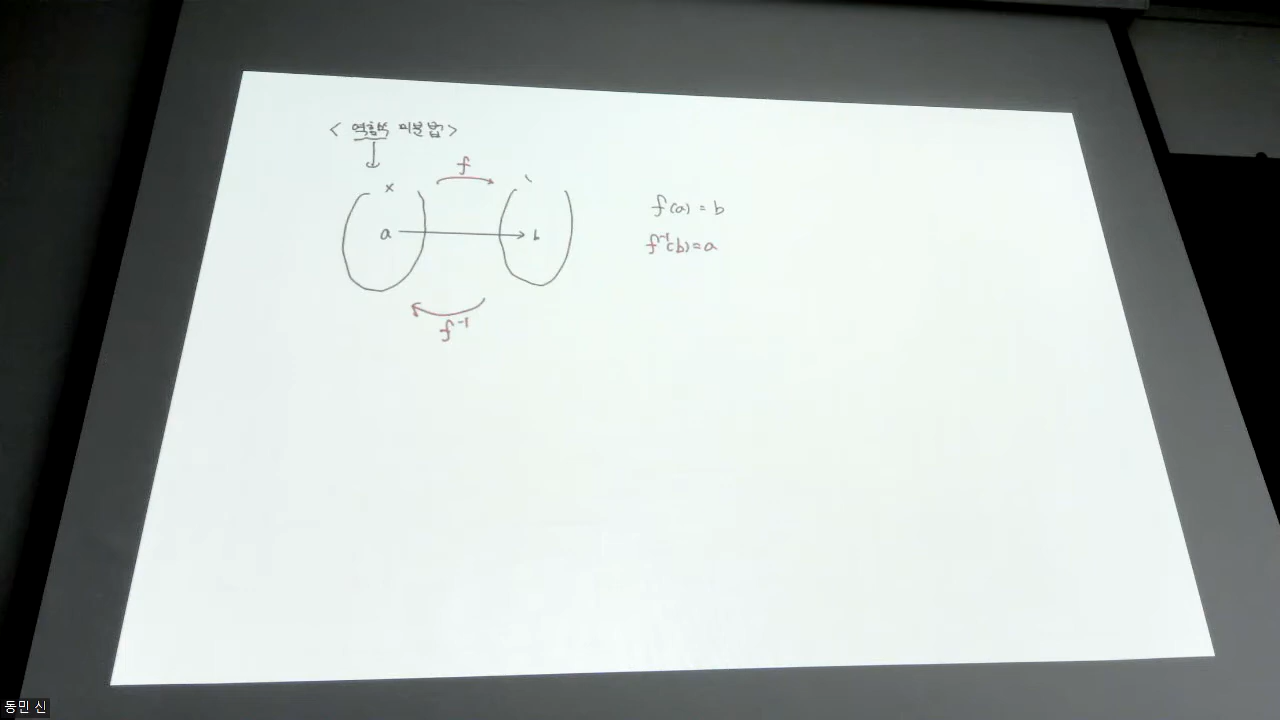 < 역함수 미분법>
f
x
a
b
f⁻¹
f(a) = b
f⁻¹(b)=a
동민 신